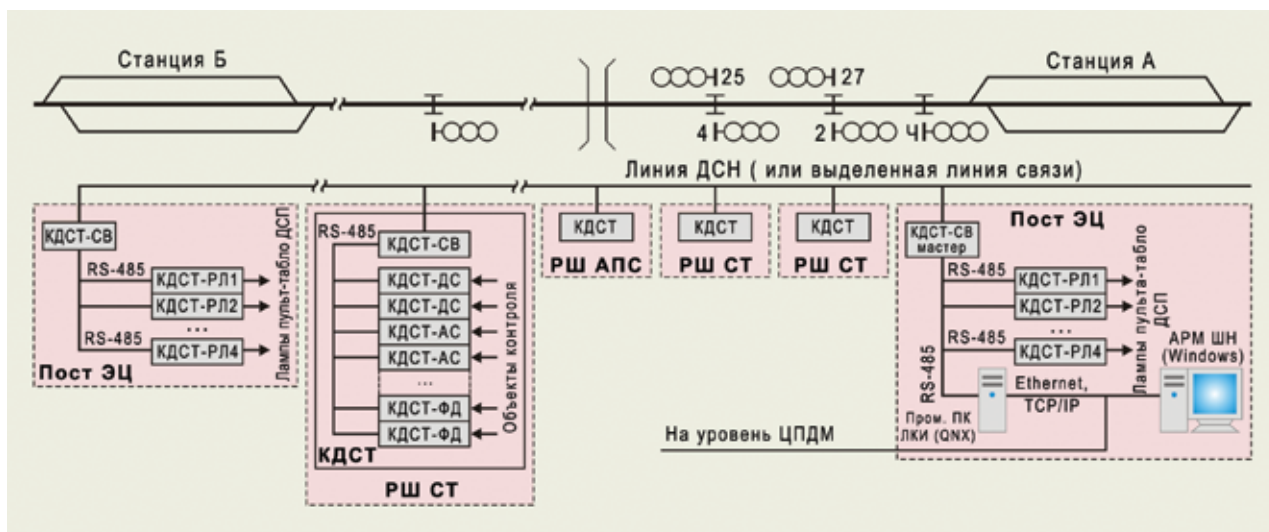 Станция Б
Станция А
25
27
4
2
Ч
Линия ДСН ( или выделенная линия связи)
КДСТ-СВ
RS-485
КДСТ-РЛ1
КДСТ-РЛ2
...
RS-485
КДСТ-РЛ4
Лампы пульт-табло ДСП
Пост ЭЦ
RS-485
КДСТ-СВ
КДСТ-ДС
КДСТ-ДС
КДСТ-АС
КДСТ-АС
...
КДСТ-ФД
КДСТ-ФД
Объекты контроля
КДСТ
РШ СТ
КДСТ
РШ АПС
КДСТ
РШ СТ
КДСТ
РШ СТ
Пост ЭЦ
КДСТ-СВ
мастер
RS-485
КДСТ-РЛ1
КДСТ-РЛ2
...
RS-485
КДСТ-РЛ4
Лампы пульта-табло
ДСП
RS-485
АРМ ШН
(Windows)
Ethernet,
TCP/IP
Пром. ПК
ЛКИ (QNX)
На уровень ЦПДМ